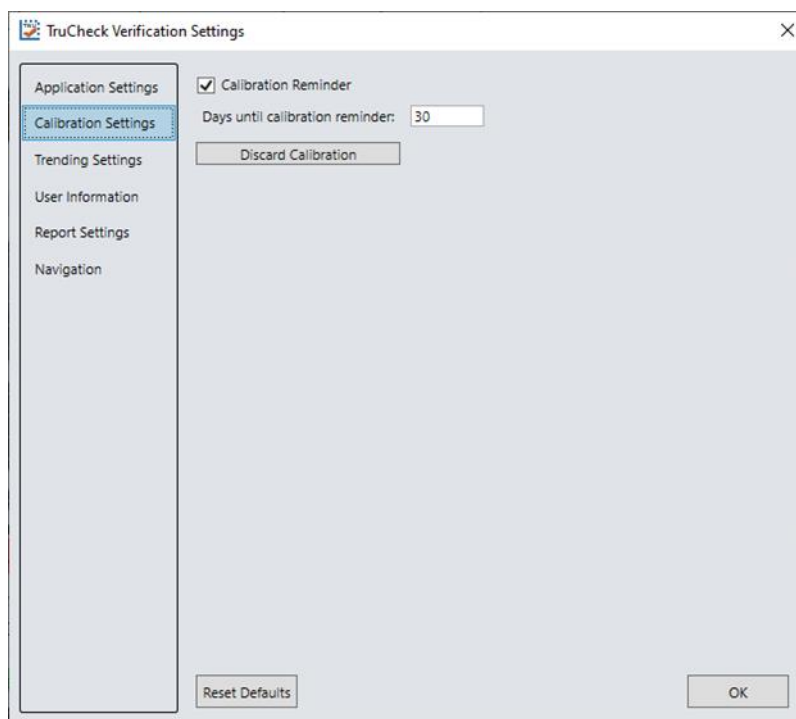 TruCheck Verification Settings
Application Settings
Calibration Settings
Trending Settings
User Information
Report Settings
Navigation
Calibration Reminder
Days until calibration reminder: 30
Discard Calibration
Reset Defaults
OK